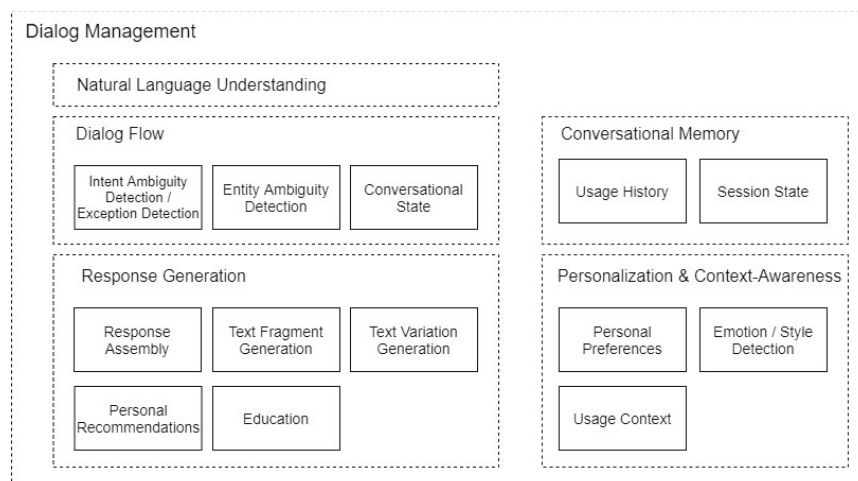 Dialog Management
Natural Language Understanding
Dialog Flow
Intent Ambiguity
Detection /
Exception Detection
Entity Ambiguity
Detection
Conversational
State
Conversational Memory
Usage History
Session State
Response Generation
Response
Assembly
Text Fragment
Generation
Text Variation
Generation
Personal
Recommendations
Education
Personalization & Context-Awareness
Personal
Preferences
Emotion / Style
Detection
Usage Context